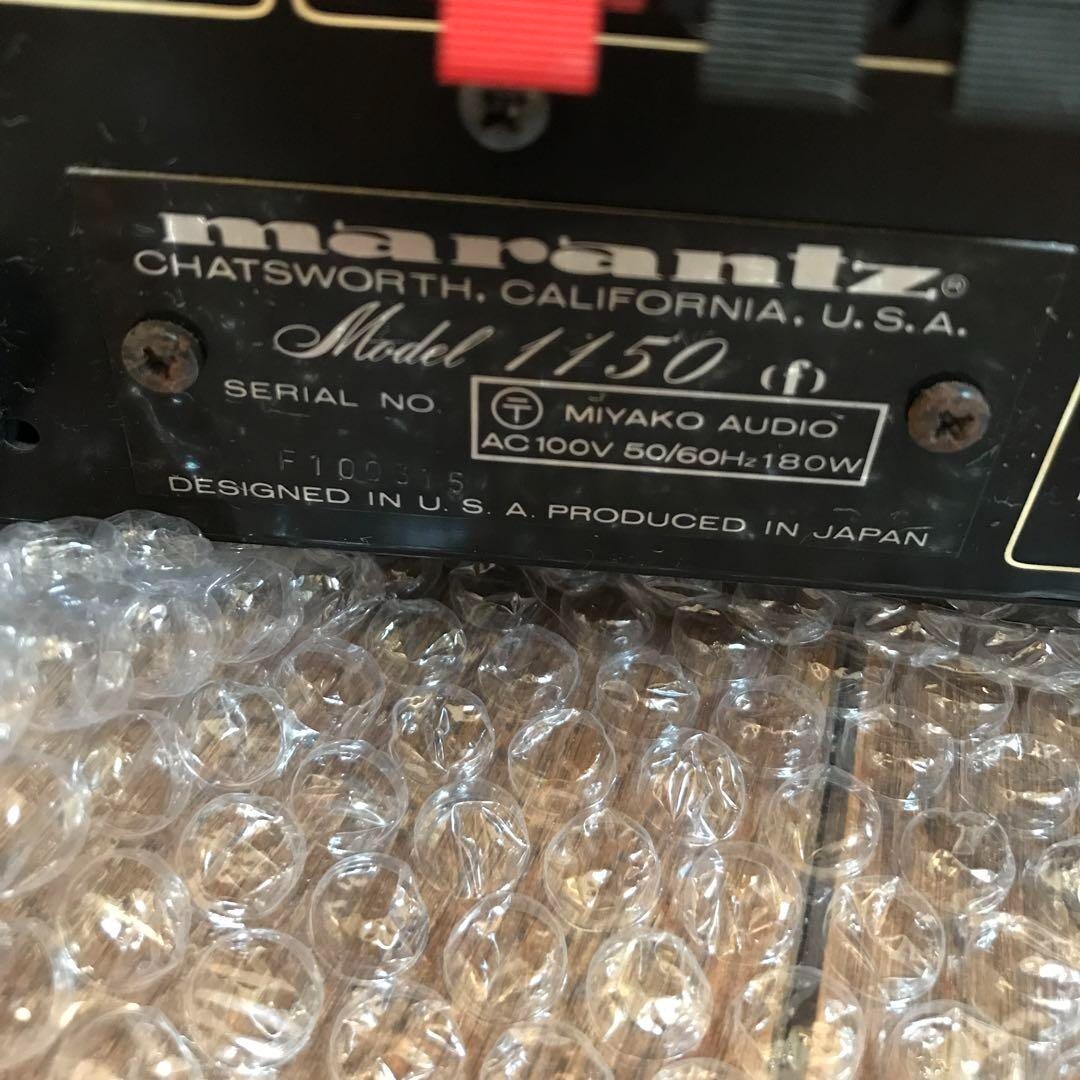 marantz®
CHATSWORTH, CALIFORNIA, U.S.A.
Model 1150 (f)
SERIAL NO.
〒 MIYAKO AUDIO
AC 100V 50/60Hz 180W
DESIGNED IN U. S. A. PRODUCED IN JAPAN